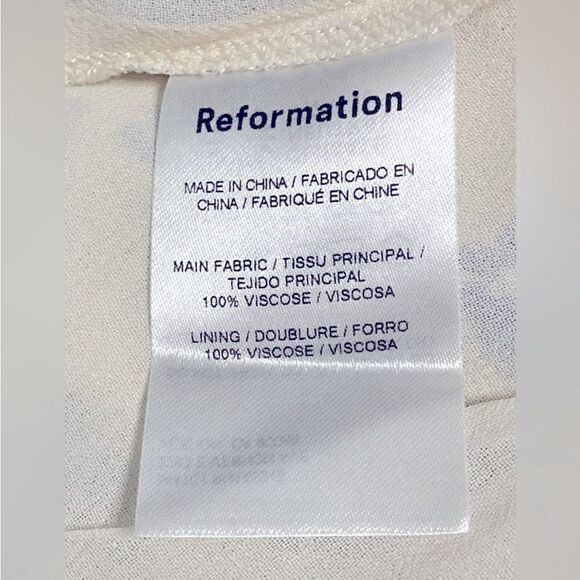 Reformation
MADE IN CHINA / FABRICADO EN
CHINA / FABRIQUÉ EN CHINE
MAIN FABRIC / TISSU PRINCIPAL /
TEJIDO PRINCIPAL
100% VISCOSE / VISCOSA
LINING / DOUBLURE / FORRO
100% VISCOSE / VISCOSA